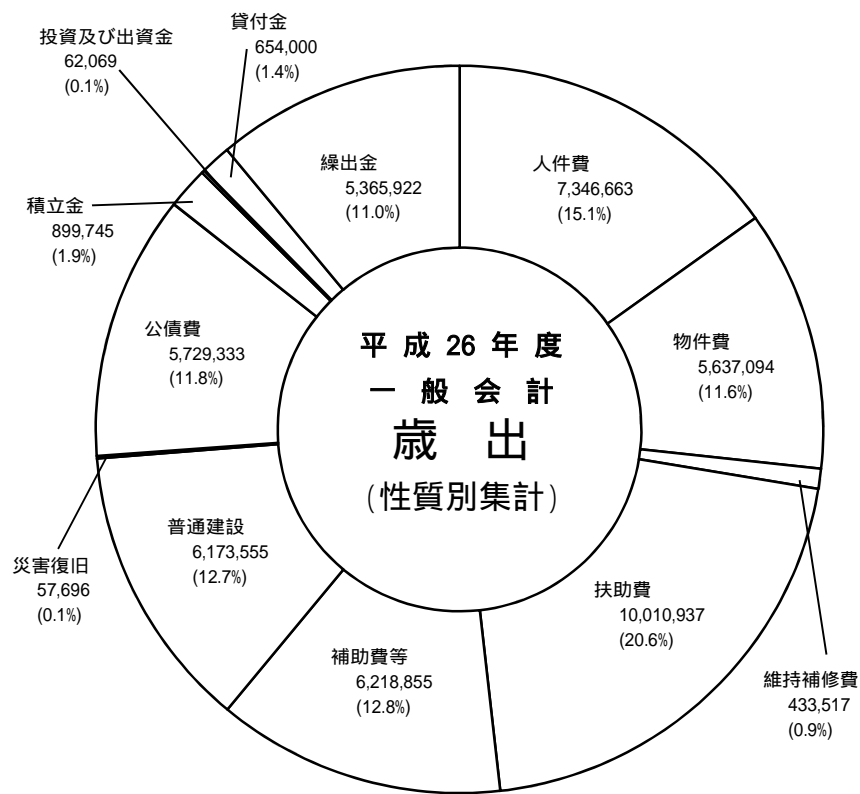 平成26年度
一般会計
歳出
(性質別集計)
人件費
7,346,663
(15.1%)
物件費
5,637,094
(11.6%)
維持補修費
433,517
(0.9%)
扶助費
10,010,937
(20.6%)
補助費等
6,218,855
(12.8%)
普通建設
6,173,555
(12.7%)
災害復旧
57,696
(0.1%)
公債費
5,729,333
(11.8%)
積立金
899,745
(1.9%)
投資及び出資金
62,069
(0.1%)
貸付金
654,000
(1.4%)
繰出金
5,365,922
(11.0%)